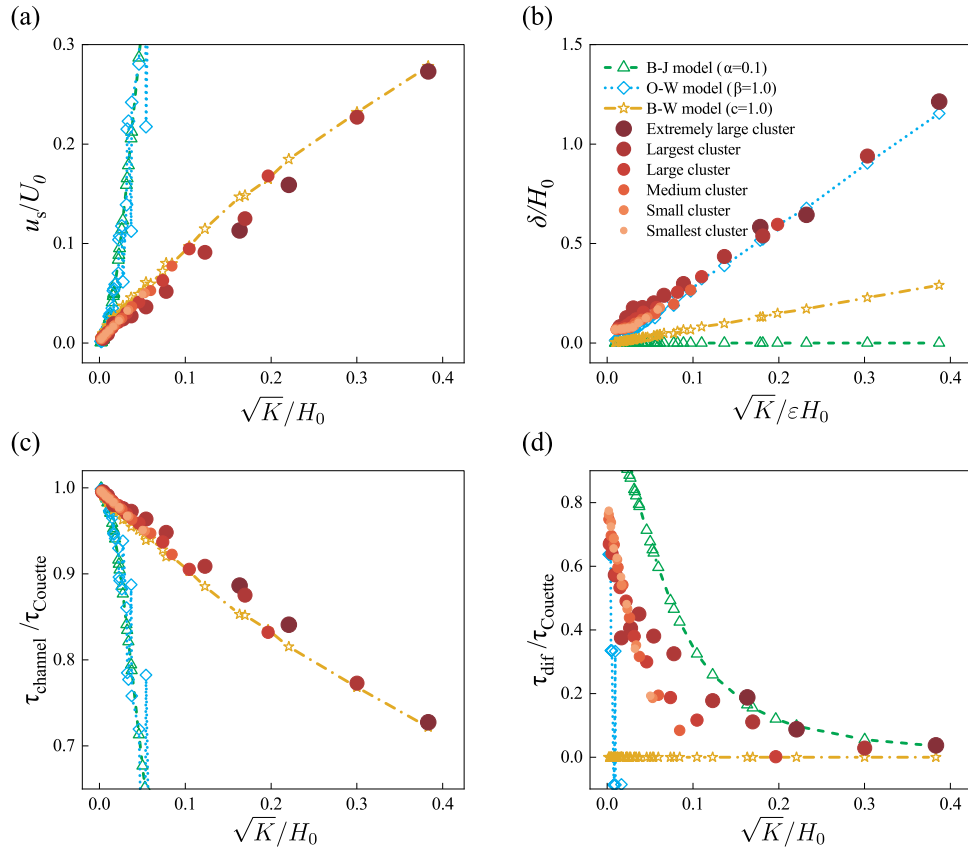 (a)
0.3
0.2
0.1
0.0
u_s/U_0
0.0 0.1 0.2 0.3 0.4
√K/H_0
(b)
1.5
1.0
0.5
0.0
δ/H_0
B-J model (α=0.1)
O-W model (β=1.0)
B-W model (c=1.0)
Extremely large cluster
Largest cluster
Large cluster
Medium cluster
Small cluster
Smallest cluster
0.0 0.1 0.2 0.3 0.4
√K/εH_0
(c)
1.0
0.9
0.8
0.7
τ_channel/τ_Couette
0.0 0.1 0.2 0.3 0.4
√K/H_0
(d)
0.8
0.6
0.4
0.2
0.0
τ_dif/τ_Couette
0.0 0.1 0.2 0.3 0.4
√K/H_0